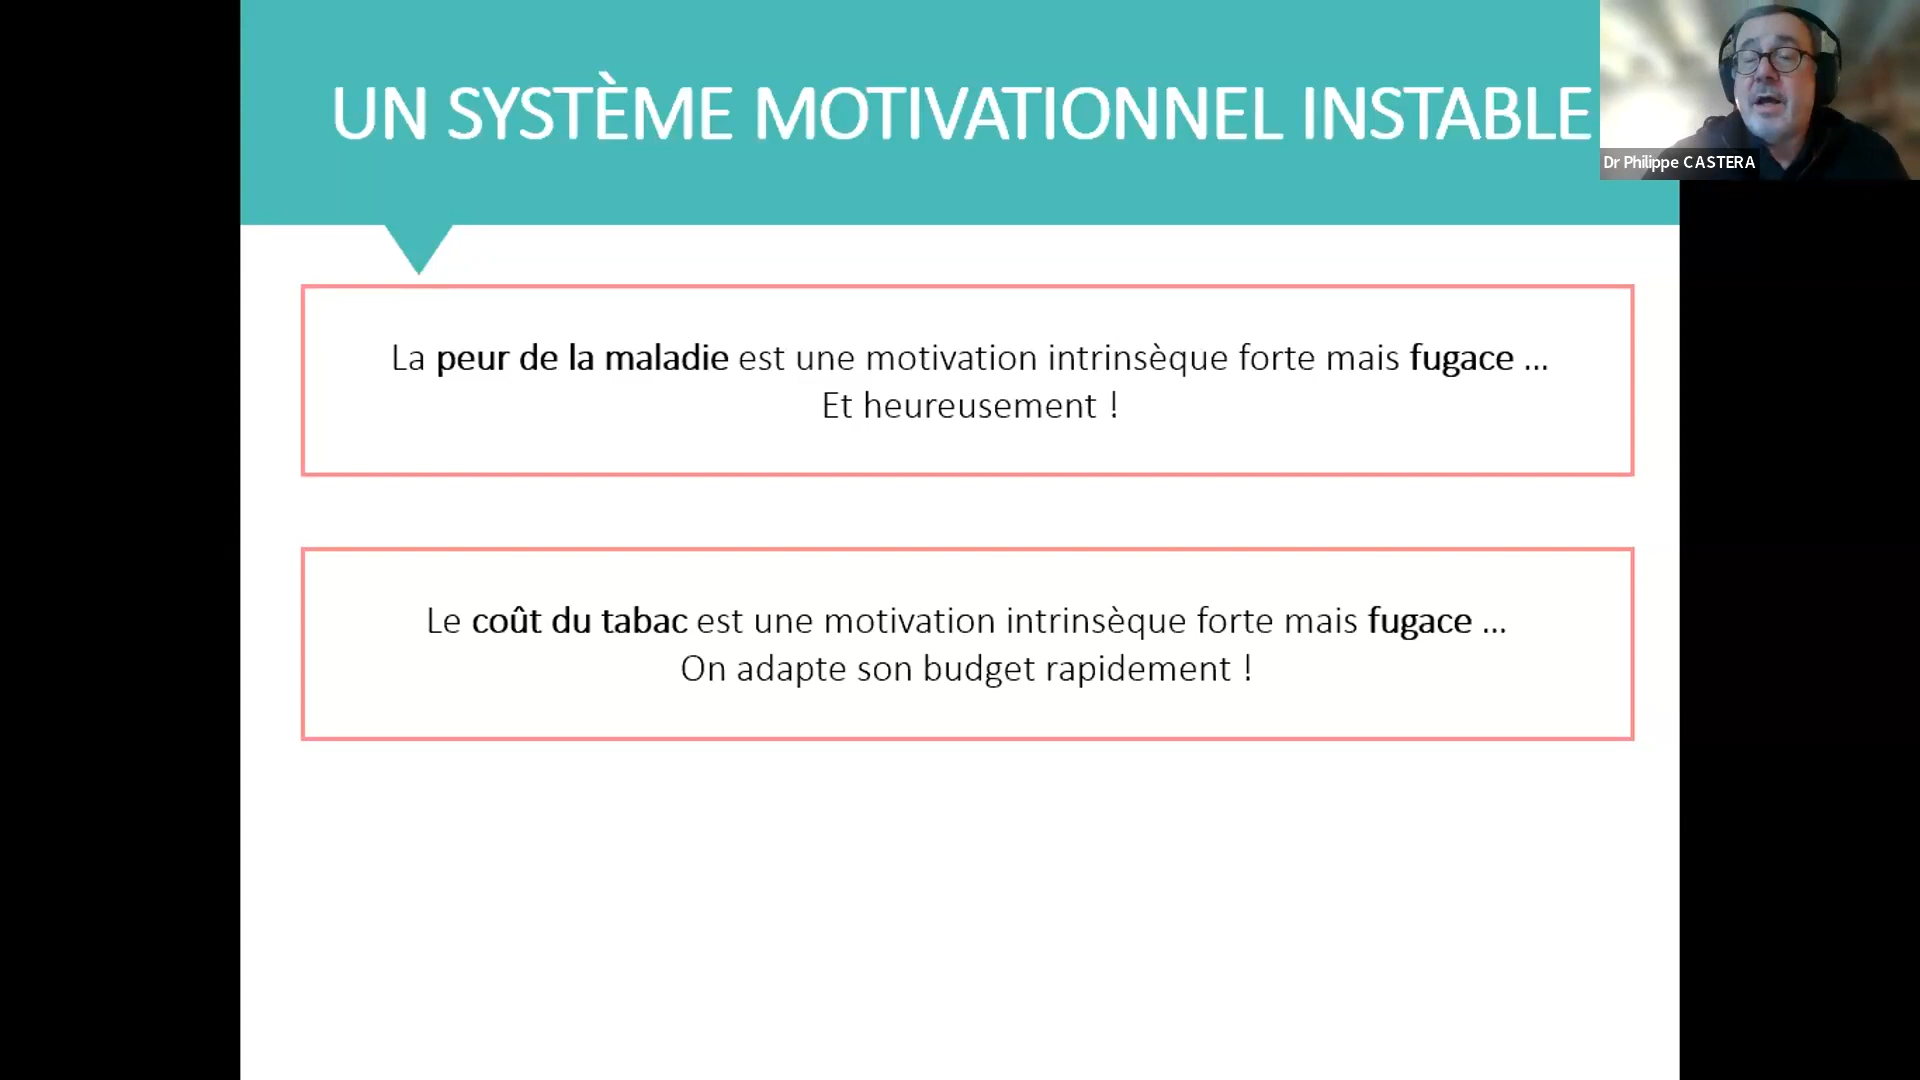 UN SYSTÈME MOTIVATIONNEL INSTABLE
Dr Philippe CASTERA
La peur de la maladie est une motivation intrinsèque forte mais fugace ...
Et heureusement !
Le coût du tabac est une motivation intrinsèque forte mais fugace ...
On adapte son budget rapidement !